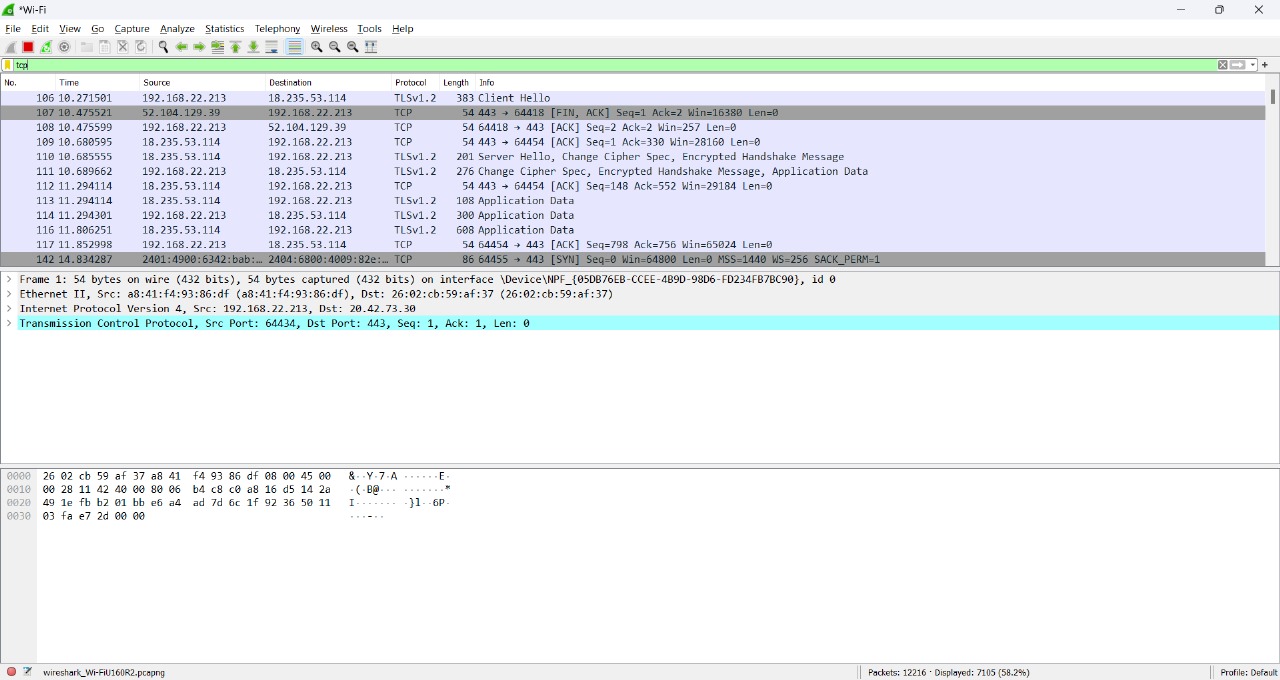 *Wi-Fi
File Edit View Go Capture Analyze Statistics Telephony Wireless Tools Help
tcp
No. Time Source Destination Protocol Length Info
106 10.271501 192.168.22.213 18.235.53.114 TLSv1.2 383 Client Hello
107 10.475521 52.104.129.39 192.168.22.213 TCP 54 443 → 64418 [FIN, ACK] Seq=1 Ack=2 Win=16380 Len=0
108 10.475599 192.168.22.213 52.104.129.39 TCP 54 64418 → 443 [ACK] Seq=2 Ack=2 Win=257 Len=0
109 10.680595 18.235.53.114 192.168.22.213 TCP 54 443 → 64454 [ACK] Seq=1 Ack=330 Win=28160 Len=0
110 10.685555 18.235.53.114 192.168.22.213 TLSv1.2 201 Server Hello, Change Cipher Spec, Encrypted Handshake Message
111 10.689662 192.168.22.213 18.235.53.114 TLSv1.2 276 Change Cipher Spec, Encrypted Handshake Message, Application Data
112 11.294114 18.235.53.114 192.168.22.213 TCP 54 443 → 64454 [ACK] Seq=148 Ack=552 Win=29184 Len=0
113 11.294114 18.235.53.114 192.168.22.213 TLSv1.2 108 Application Data
114 11.294301 192.168.22.213 18.235.53.114 TLSv1.2 300 Application Data
116 11.806251 18.235.53.114 192.168.22.213 TLSv1.2 608 Application Data
117 11.852998 192.168.22.213 18.235.53.114 TCP 54 64454 → 443 [ACK] Seq=798 Ack=756 Win=65024 Len=0
142 14.834287 2401:4900:6342:bab:… 2404:6800:4009:82e:… TCP 86 64455 → 443 [SYN] Seq=0 Win=64800 Len=0 MSS=1440 WS=256 SACK_PERM=1
Frame 1: 54 bytes on wire (432 bits), 54 bytes captured (432 bits) on interface \Device\NPF_{05DB76EB-CCEE-4B9D-98D6-FD234FB7BC90}, id 0
Ethernet II, Src: a8:41:f4:93:86:df (a8:41:f4:93:86:df), Dst: 26:02:cb:59:af:37 (26:02:cb:59:af:37)
Internet Protocol Version 4, Src: 192.168.22.213, Dst: 20.42.73.30
Transmission Control Protocol, Src Port: 64434, Dst Port: 443, Seq: 1, Ack: 1, Len: 0
0000 26 02 cb 59 af 37 a8 41 f4 93 86 df 08 00 45 00 &··Y·7·A ······E·
0010 00 28 11 42 40 00 80 06 b4 c8 c0 a8 16 d5 14 2a ·(·B@··· ·······*
0020 49 1e fb b2 01 bb e6 a4 ad 7d 6c 1f 92 36 50 11 I······· ·}l··6P·
0030 03 fa e7 2d 00 00 ···-··
wireshark_Wi-FiU160R2.pcapng Packets: 12216 · Displayed: 7105 (58.2%) Profile: Default